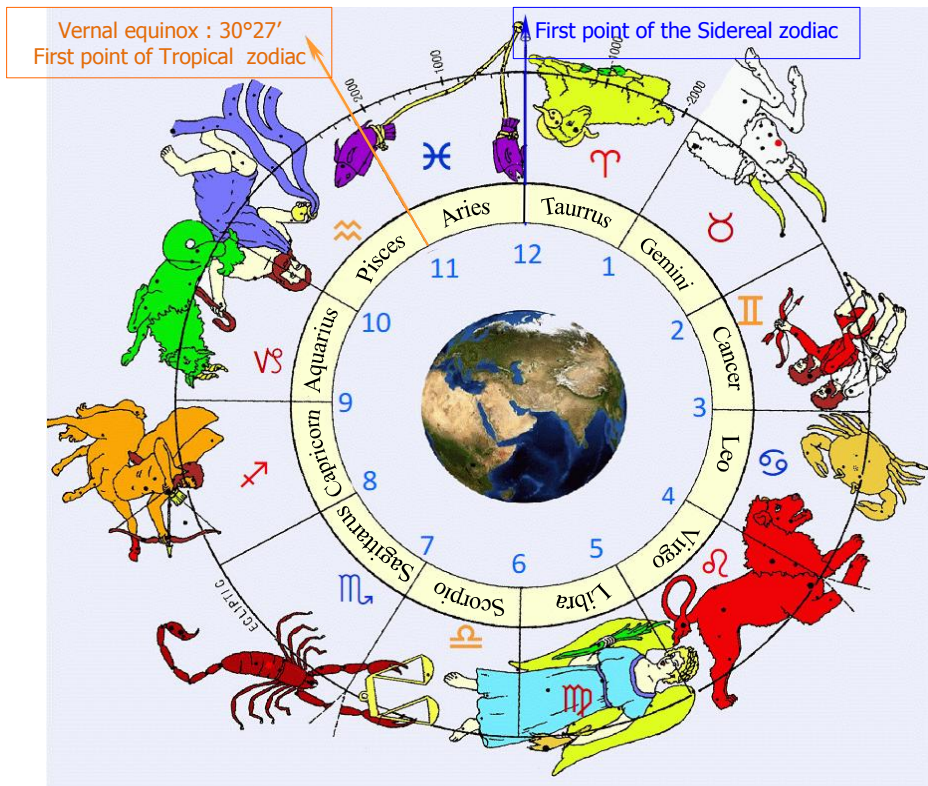 Vernal equinox : 30°27’
First point of Tropical zodiac
First point of the Sidereal zodiac
2000
1000
-1000
-2000
♓
♈
♉
♊
♋
♌
♍
♎
♏
♐
♑
♒
Aries
Taurrus
Gemini
Cancer
Leo
Virgo
Libra
Scorpio
Sagittarus
Capricorn
Aquarius
Pisces
12
1
2
3
4
5
6
7
8
9
10
11
ECLIPTIC